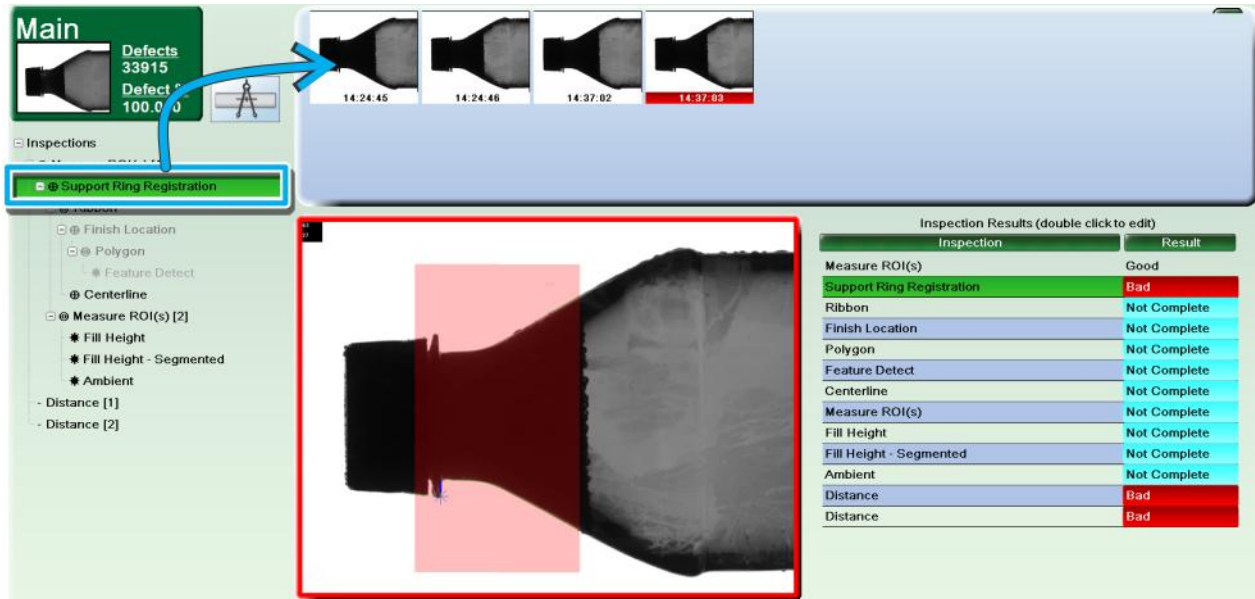 Main
Defects
33915
Defect %
100.0
14:24:45
14:24:46
14:37:02
14:37:03
Inspections
Support Ring Registration
Ribbon
Finish Location
Polygon
Feature Detect
Centerline
Measure ROI(s) [2]
Fill Height
Fill Height - Segmented
Ambient
- Distance [1]
- Distance [2]
Inspection Results (double click to edit)
Inspection Result
Measure ROI(s) Good
Support Ring Registration Bad
Ribbon Not Complete
Finish Location Not Complete
Polygon Not Complete
Feature Detect Not Complete
Centerline Not Complete
Measure ROI(s) Not Complete
Fill Height Not Complete
Fill Height - Segmented Not Complete
Ambient Not Complete
Distance Bad
Distance Bad